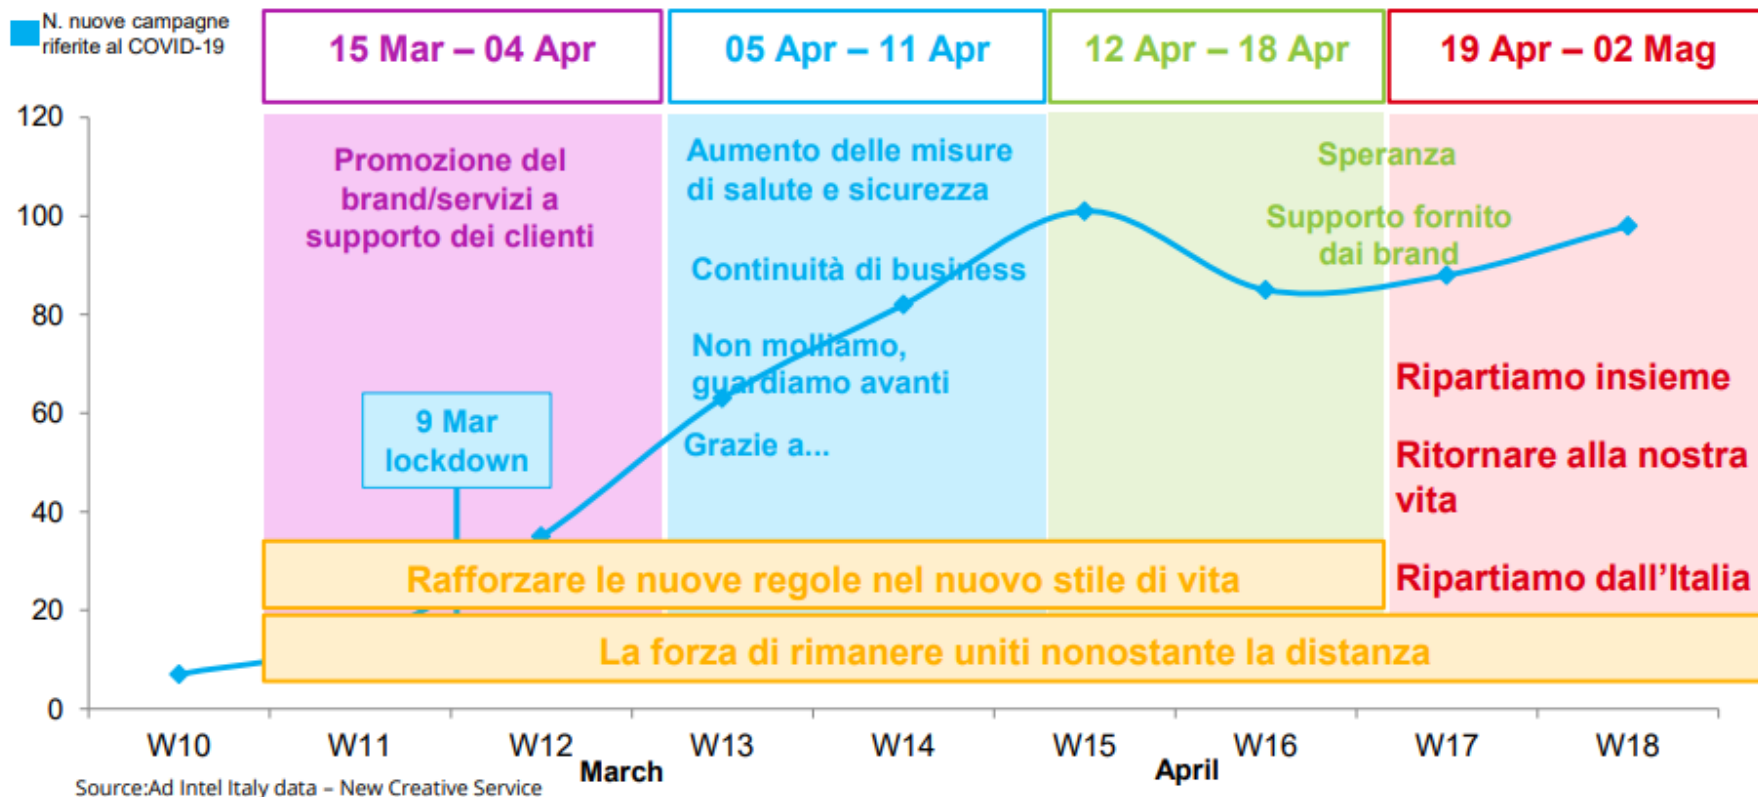 N. nuove campagne
riferite al COVID-19
15 Mar – 04 Apr
05 Apr – 11 Apr
12 Apr – 18 Apr
19 Apr – 02 Mag
120
100
80
60
40
20
0
Promozione del
brand/servizi a
supporto dei clienti
9 Mar
lockdown
Aumento delle misure
di salute e sicurezza
Continuità di business
Non molliamo,
guardiamo avanti
Grazie a...
Speranza
Supporto fornito
dai brand
Ripartiamo insieme
Ritornare alla nostra
vita
Ripartiamo dall’Italia
Rafforzare le nuove regole nel nuovo stile di vita
La forza di rimanere uniti nonostante la distanza
W10 W11 W12 W13 W14 W15 W16 W17 W18
March April
Source:Ad Intel Italy data – New Creative Service